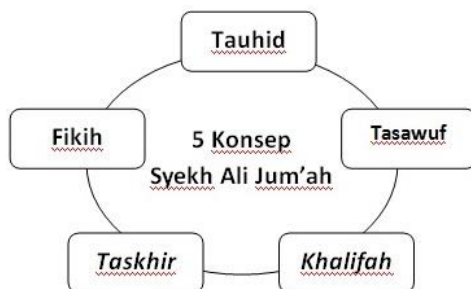 Tauhid
Fikih
5 Konsep
Syekh Ali Jum'ah
Tasawuf
Taskhir
Khalifah